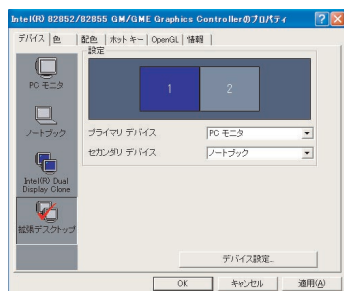 Intel(R) 82852/82855 GM/GME Graphics Controllerのプロパティ
デバイス
色
配色
ホット キー
OpenGL
情報
設定
1
2
PC モニタ
ノートブック
Intel(R) Dual
Display Clone
拡張デスクトップ
プライマリ デバイス
PC モニタ
セカンダリ デバイス
ノートブック
デバイス設定...
OK
キャンセル
適用(A)